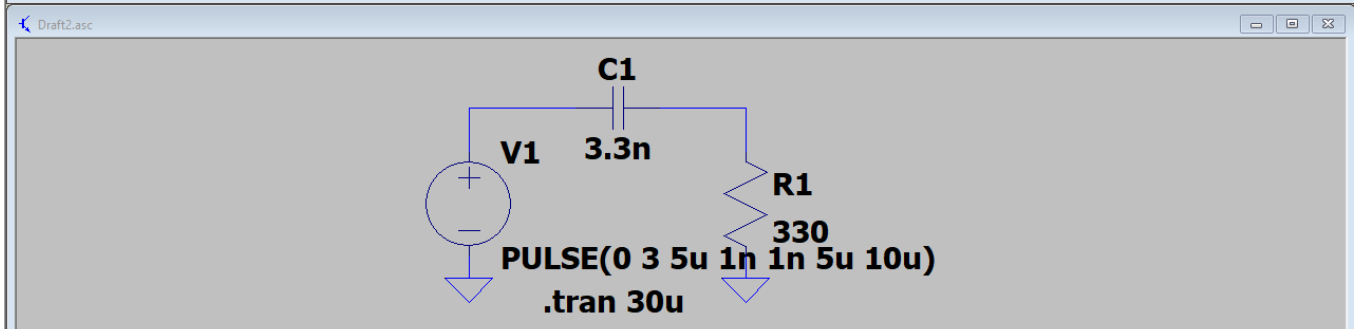 Draft2.asc
C1
3.3n
V1
R1
330
PULSE(0 3 5u 1n 1n 5u 10u)
.tran 30u